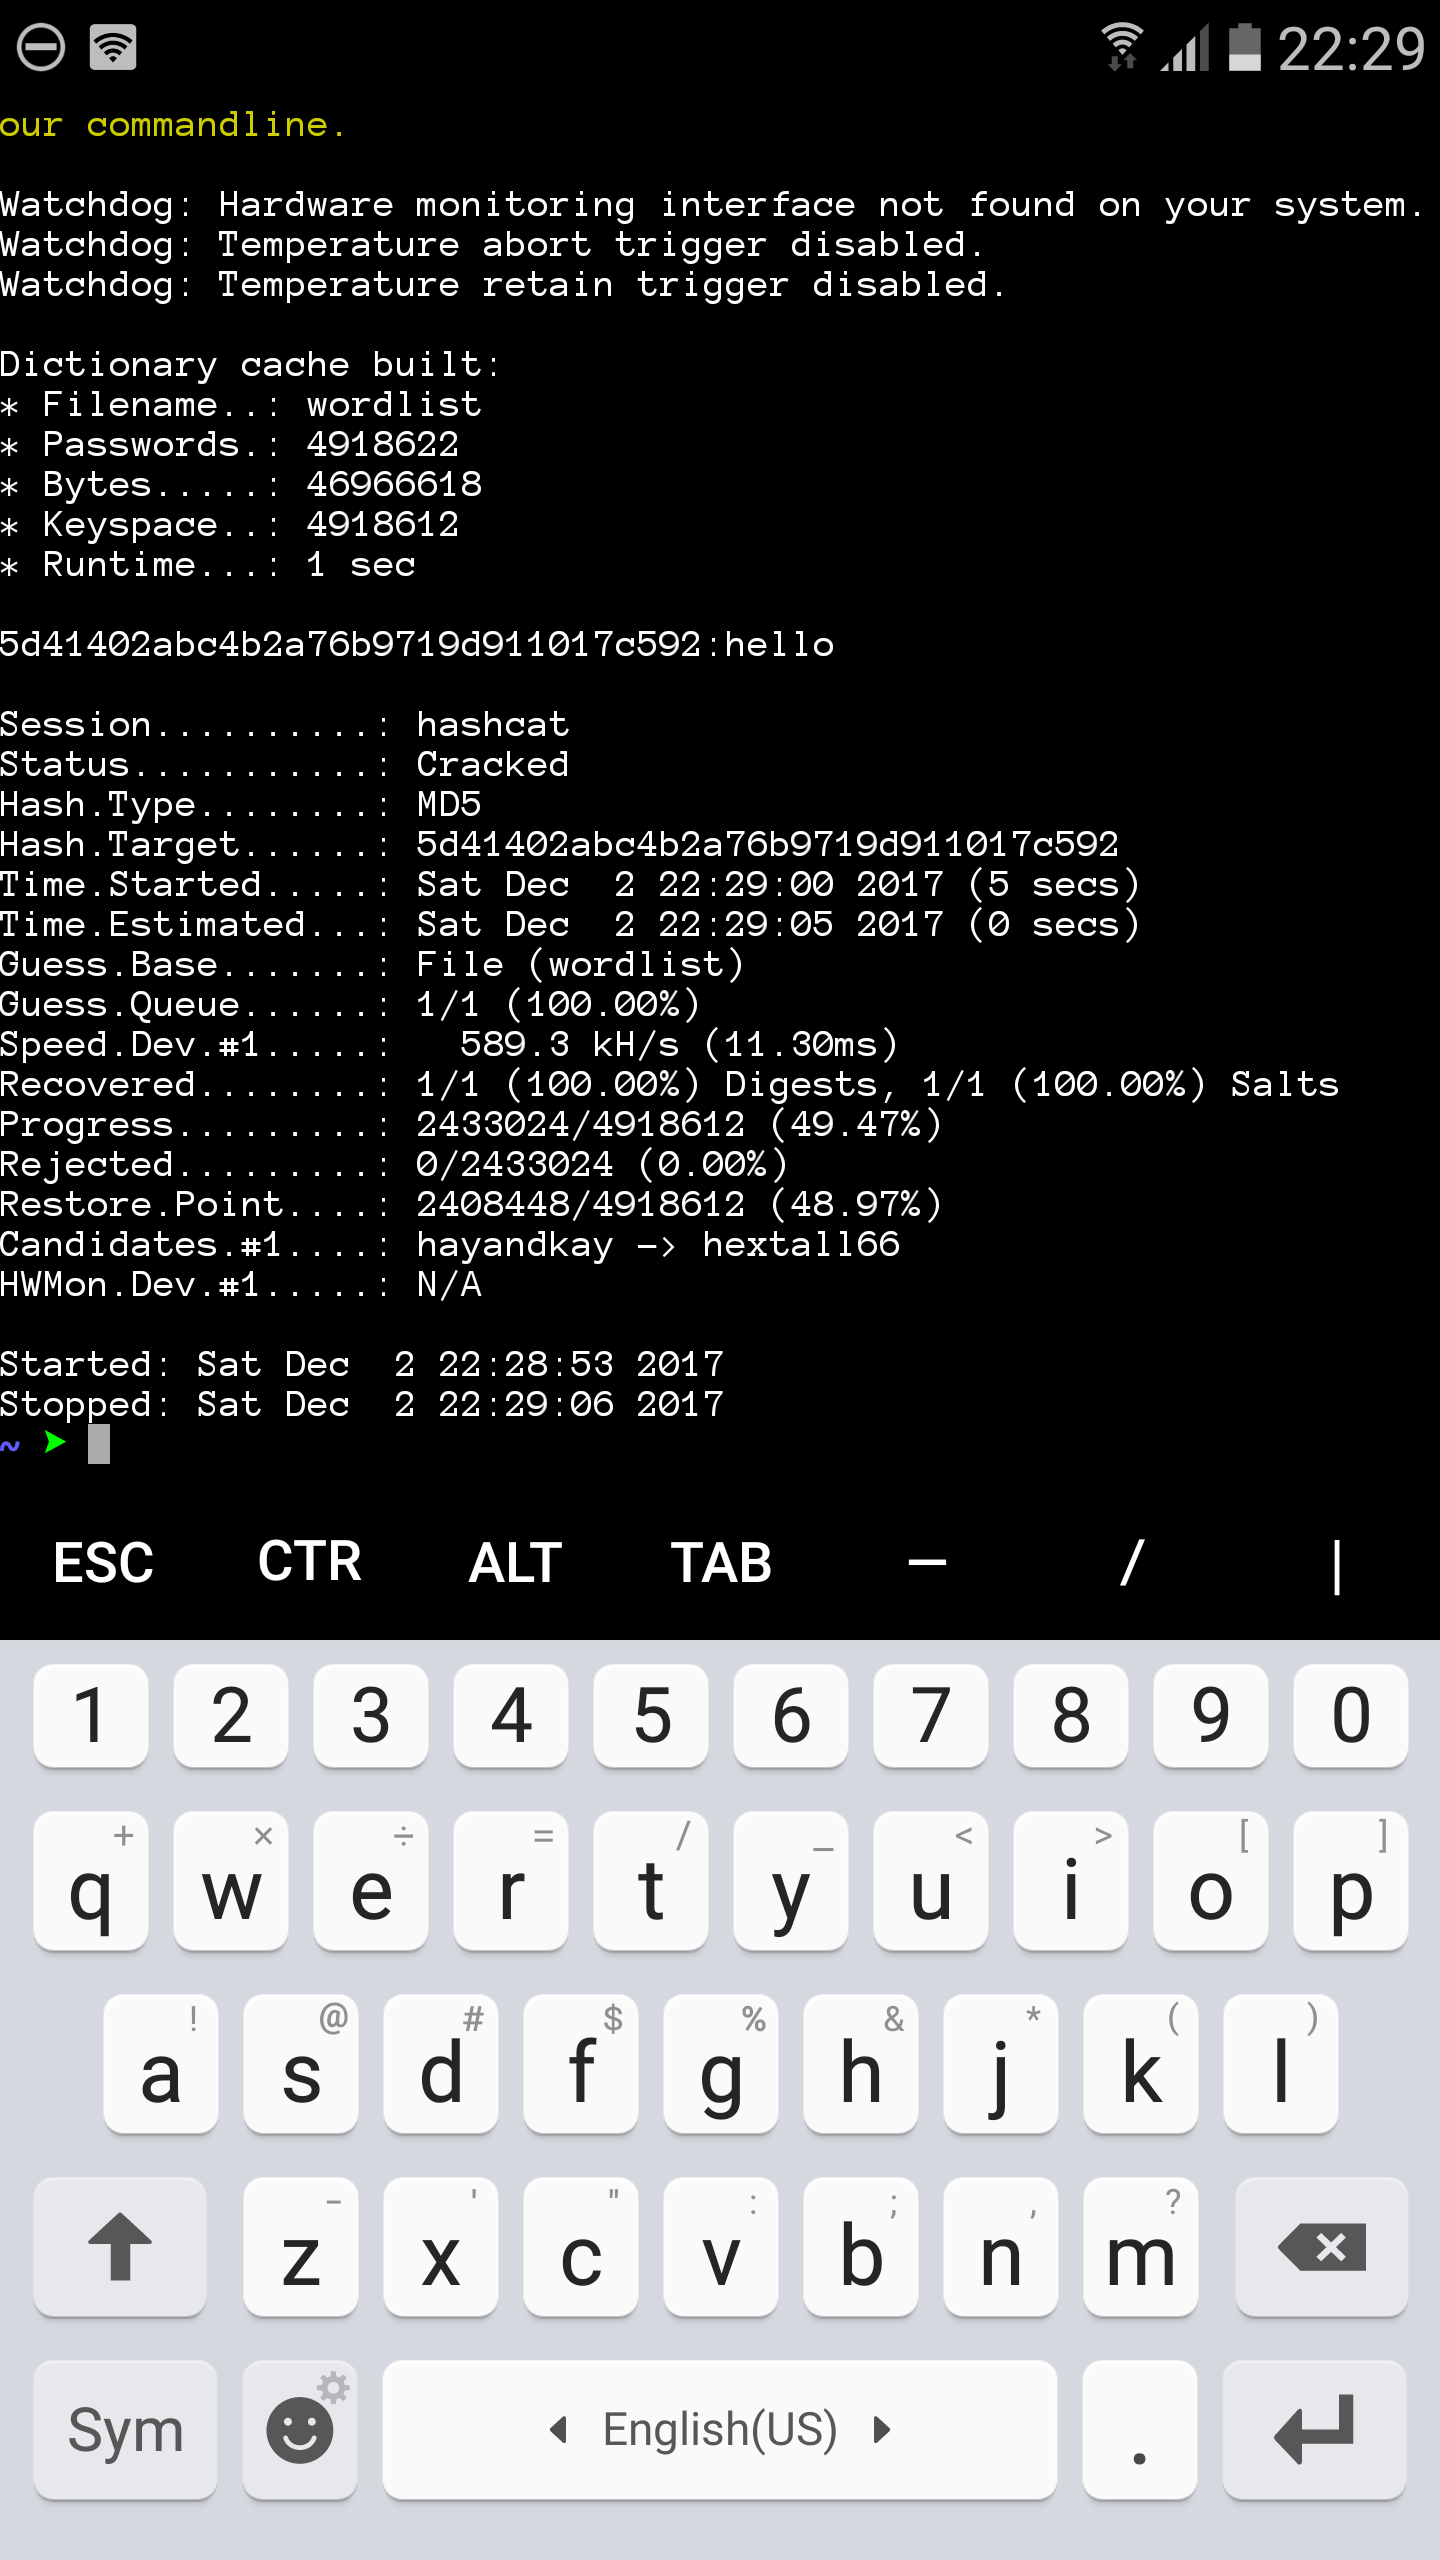 22:29
our commandline.
Watchdog: Hardware monitoring interface not found on your system.
Watchdog: Temperature abort trigger disabled.
Watchdog: Temperature retain trigger disabled.
Dictionary cache built:
* Filename..: wordlist
* Passwords.: 4918622
* Bytes.....: 46966618
* Keyspace..: 4918612
* Runtime...: 1 sec
5d41402abc4b2a76b9719d911017c592:hello
Session..........: hashcat
Status...........: Cracked
Hash.Type........: MD5
Hash.Target......: 5d41402abc4b2a76b9719d911017c592
Time.Started.....: Sat Dec  2 22:29:00 2017 (5 secs)
Time.Estimated...: Sat Dec  2 22:29:05 2017 (0 secs)
Guess.Base.......: File (wordlist)
Guess.Queue......: 1/1 (100.00%)
Speed.Dev.#1.....:   589.3 kH/s (11.30ms)
Recovered........: 1/1 (100.00%) Digests, 1/1 (100.00%) Salts
Progress.........: 2433024/4918612 (49.47%)
Rejected.........: 0/2433024 (0.00%)
Restore.Point....: 2408448/4918612 (48.97%)
Candidates.#1....: hayandkay -> hextall66
HWMon.Dev.#1.....: N/A
Started: Sat Dec  2 22:28:53 2017
Stopped: Sat Dec  2 22:29:06 2017
~ ➤
ESC CTR ALT TAB — / |
1 2 3 4 5 6 7 8 9 0
+ × ÷ = / _ < > [ ]
q w e r t y u i o p
! @ # $ % & * ( )
a s d f g h j k l
- ' " : ; , ?
z x c v b n m
Sym English(US) .